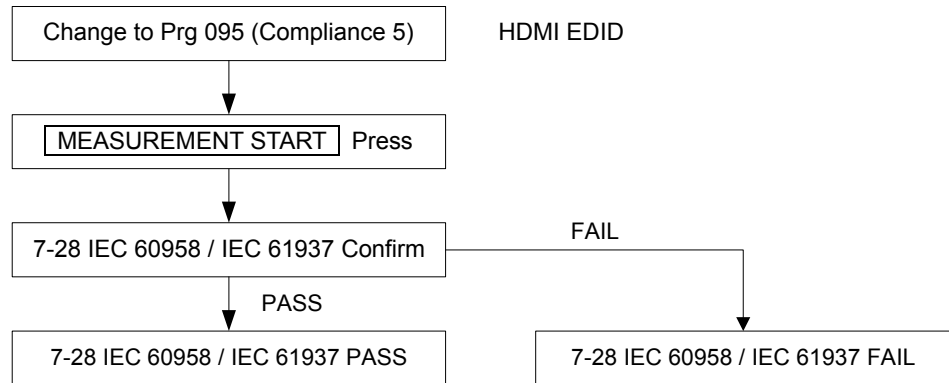 Change to Prg 095 (Compliance 5)
HDMI EDID
MEASUREMENT START Press
7-28 IEC 60958 / IEC 61937 Confirm
FAIL
PASS
7-28 IEC 60958 / IEC 61937 PASS
7-28 IEC 60958 / IEC 61937 FAIL